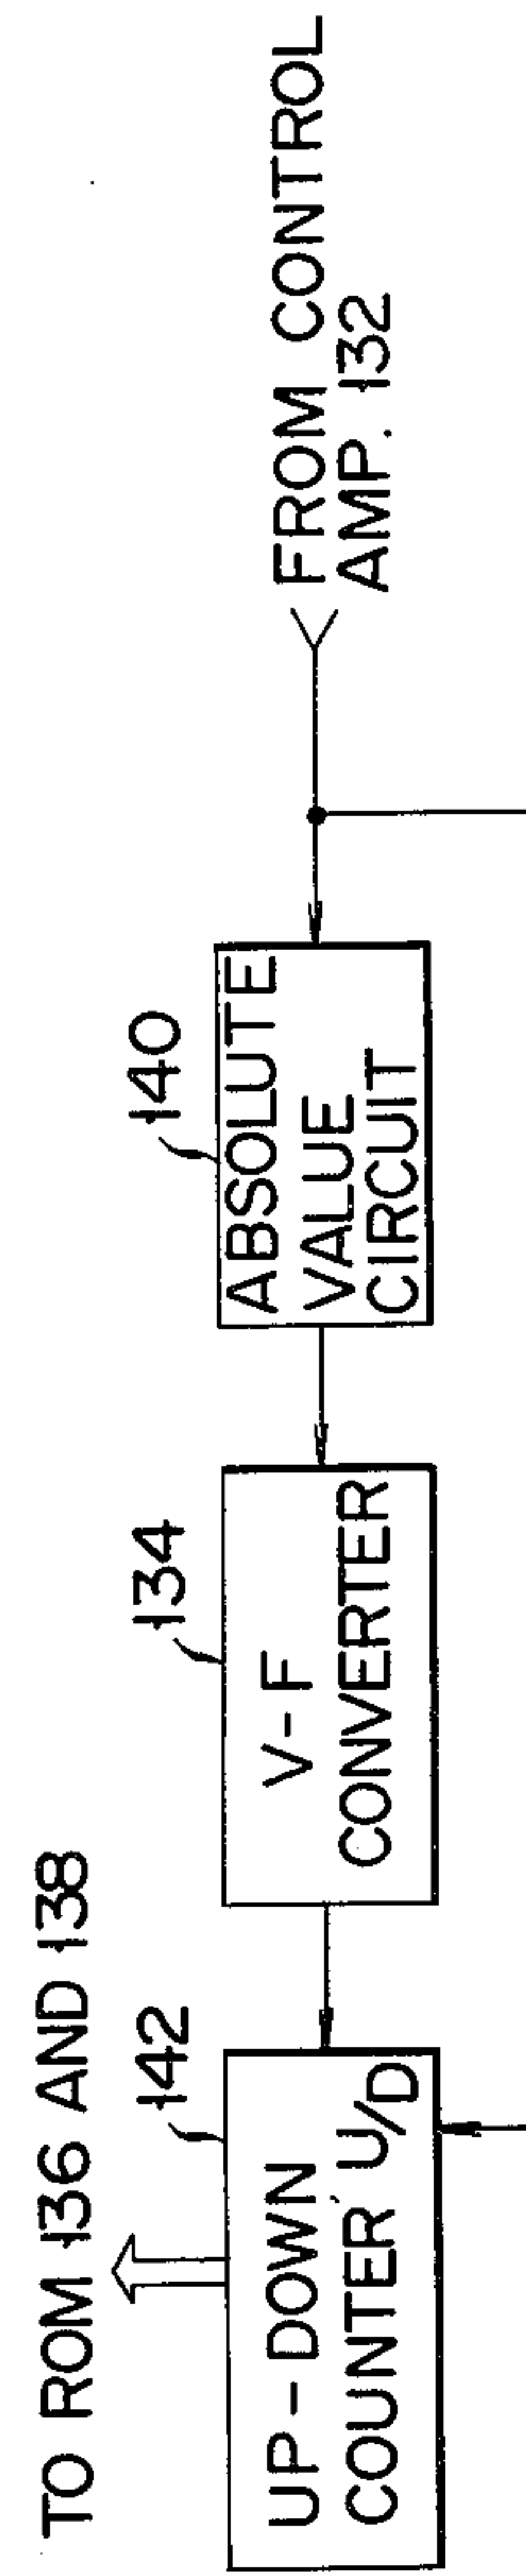 TO ROM 136 AND 138
142
UP-DOWN
COUNTER U/D
134
V-F
CONVERTER
140
ABSOLUTE
VALUE
CIRCUIT
FROM CONTROL
AMP. 132